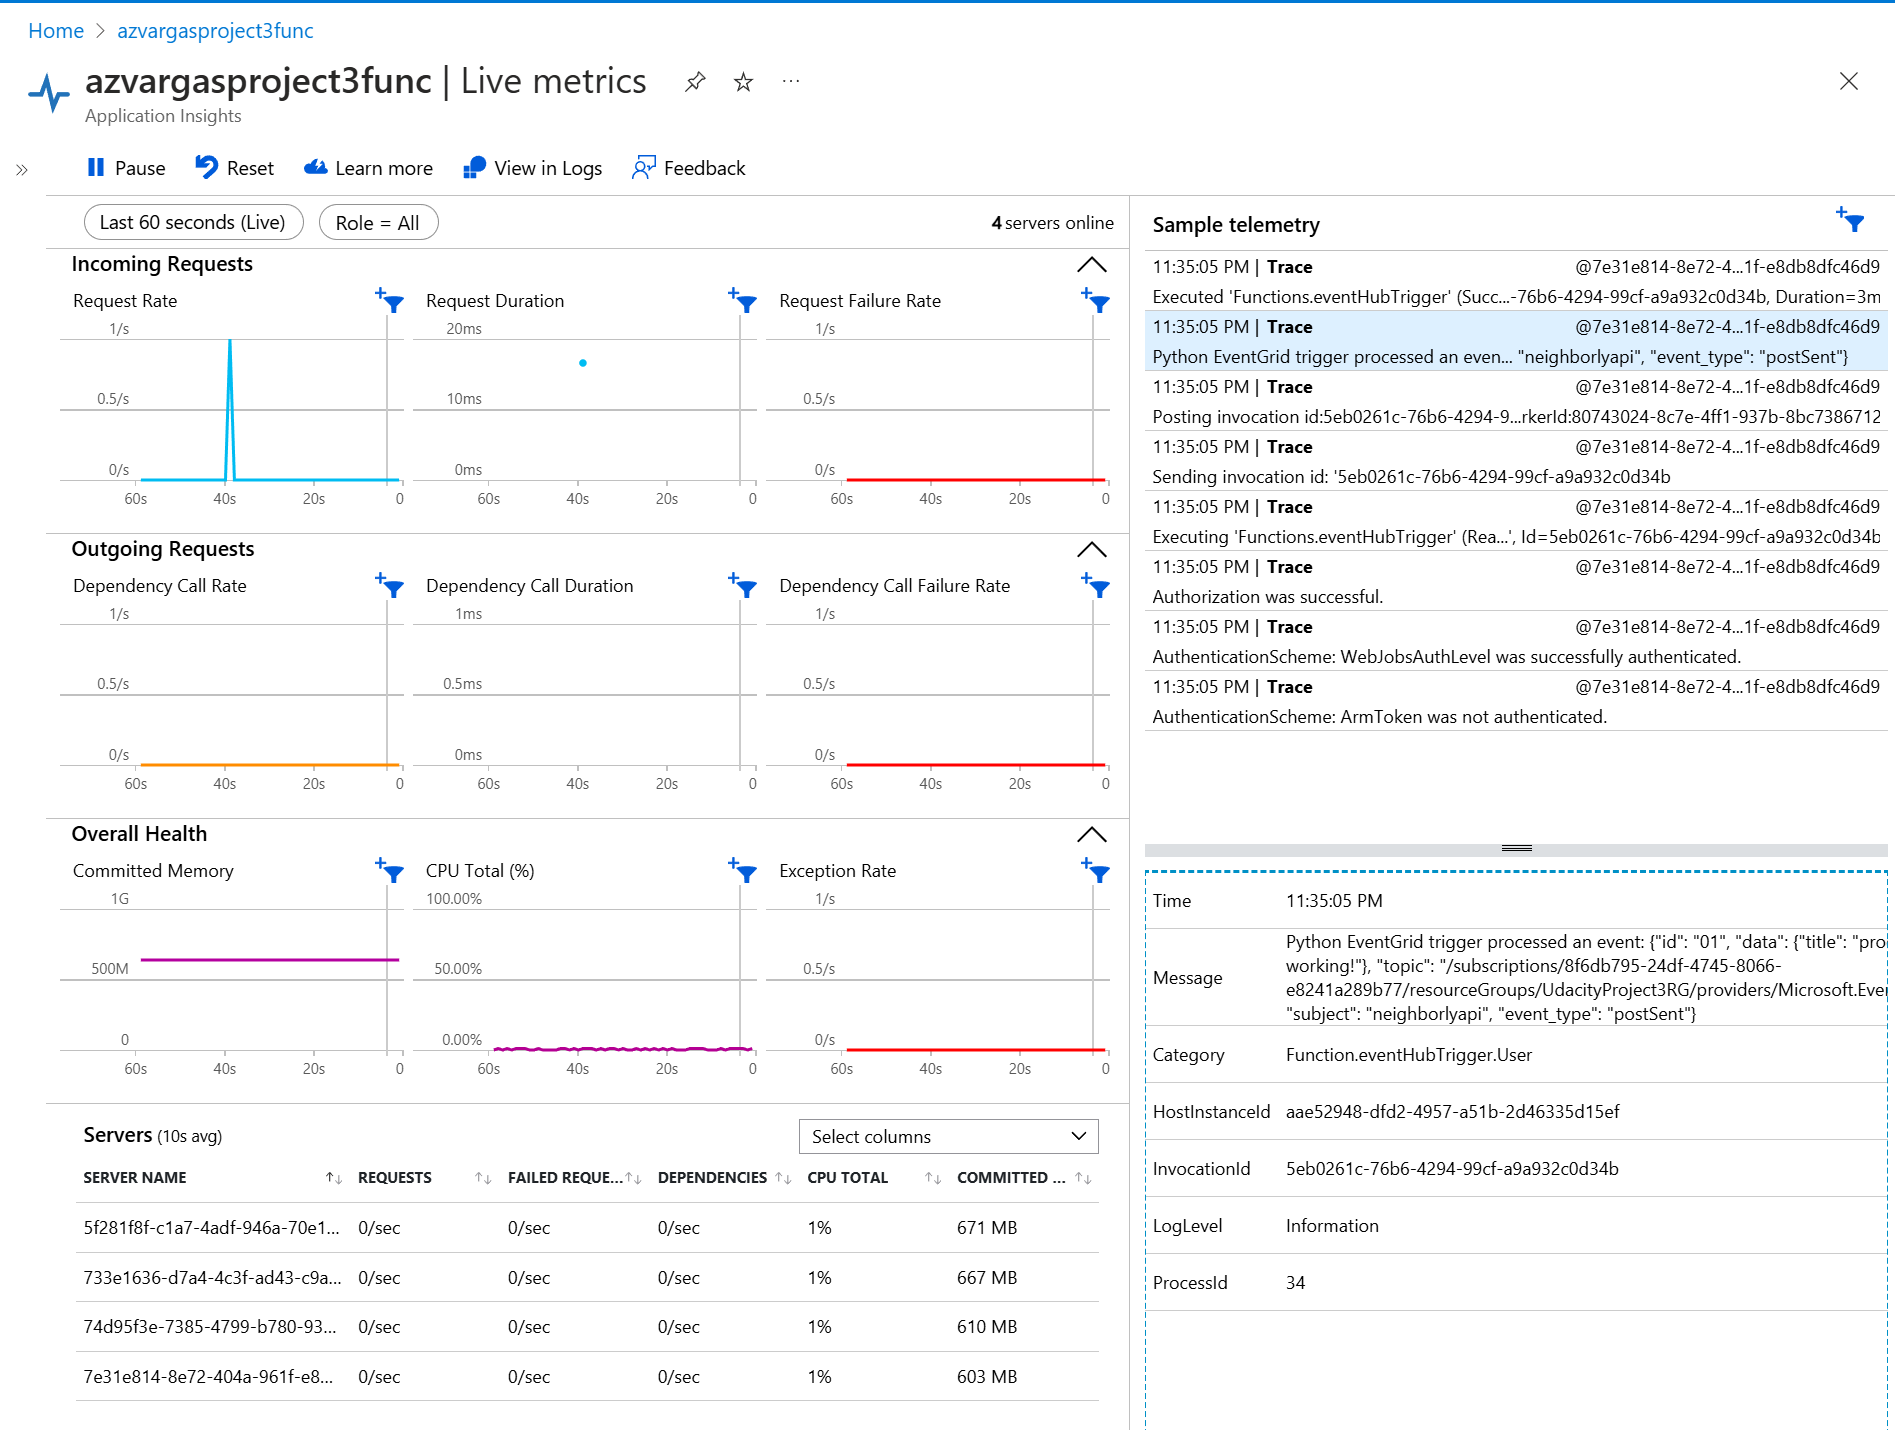 Home > azvargasproject3func
azvargasproject3func | Live metrics ...
Application Insights
» Pause Reset Learn more View in Logs Feedback
Last 60 seconds (Live) Role = All 4 servers online
Incoming Requests
Request Rate
1/s
0.5/s
0/s
60s 40s 20s 0
Request Duration
20ms
10ms
0ms
60s 40s 20s 0
Request Failure Rate
1/s
0.5/s
0/s
60s 40s 20s 0
Outgoing Requests
Dependency Call Rate
1/s
0.5/s
0/s
60s 40s 20s 0
Dependency Call Duration
1ms
0.5ms
0ms
60s 40s 20s 0
Dependency Call Failure Rate
1/s
0.5/s
0/s
60s 40s 20s 0
Overall Health
Committed Memory
1G
500M
0
60s 40s 20s 0
CPU Total (%)
100.00%
50.00%
0.00%
60s 40s 20s 0
Exception Rate
1/s
0.5/s
0/s
60s 40s 20s 0
Servers (10s avg) Select columns
SERVER NAME REQUESTS FAILED REQUE... DEPENDENCIES CPU TOTAL COMMITTED ...
5f281f8f-c1a7-4adf-946a-70e1... 0/sec 0/sec 0/sec 1% 671 MB
733e1636-d7a4-4c3f-ad43-c9a... 0/sec 0/sec 0/sec 1% 667 MB
74d95f3e-7385-4799-b780-93... 0/sec 0/sec 0/sec 1% 610 MB
7e31e814-8e72-404a-961f-e8... 0/sec 0/sec 0/sec 1% 603 MB
Sample telemetry
11:35:05 PM | Trace @7e31e814-8e72-4...1f-e8db8dfc46d9
Executed 'Functions.eventHubTrigger' (Succ...-76b6-4294-99cf-a9a932c0d34b, Duration=3m
11:35:05 PM | Trace @7e31e814-8e72-4...1f-e8db8dfc46d9
Python EventGrid trigger processed an even... "neighborlyapi", "event_type": "postSent"}
11:35:05 PM | Trace @7e31e814-8e72-4...1f-e8db8dfc46d9
Posting invocation id:5eb0261c-76b6-4294-9...rkerId:80743024-8c7e-4ff1-937b-8bc7386712
11:35:05 PM | Trace @7e31e814-8e72-4...1f-e8db8dfc46d9
Sending invocation id: '5eb0261c-76b6-4294-99cf-a9a932c0d34b
11:35:05 PM | Trace @7e31e814-8e72-4...1f-e8db8dfc46d9
Executing 'Functions.eventHubTrigger' (Rea...', Id=5eb0261c-76b6-4294-99cf-a9a932c0d34b
11:35:05 PM | Trace @7e31e814-8e72-4...1f-e8db8dfc46d9
Authorization was successful.
11:35:05 PM | Trace @7e31e814-8e72-4...1f-e8db8dfc46d9
AuthenticationScheme: WebJobsAuthLevel was successfully authenticated.
11:35:05 PM | Trace @7e31e814-8e72-4...1f-e8db8dfc46d9
AuthenticationScheme: ArmToken was not authenticated.
Time 11:35:05 PM
Message Python EventGrid trigger processed an event: {"id": "01", "data": {"title": "pro
working!"}, "topic": "/subscriptions/8f6db795-24df-4745-8066-
e8241a289b77/resourceGroups/UdacityProject3RG/providers/Microsoft.Ever
"subject": "neighborlyapi", "event_type": "postSent"}
Category Function.eventHubTrigger.User
HostInstanceId aae52948-dfd2-4957-a51b-2d46335d15ef
InvocationId 5eb0261c-76b6-4294-99cf-a9a932c0d34b
LogLevel Information
ProcessId 34